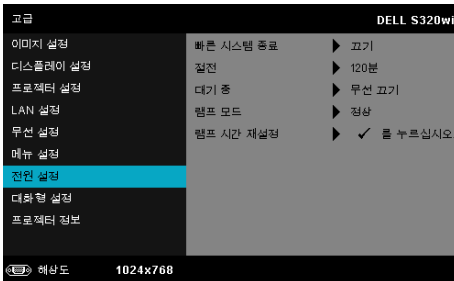 고급 DELL S320wi
이미지 설정
디스플레이 설정
프로젝터 설정
LAN 설정
무선 설정
메뉴 설정
전원 설정
대화형 설정
프로젝터 정보
빠른 시스템 종료 끄기
절전 120분
대기 중 무선 끄기
램프 모드 정상
램프 시간 재설정 ✓ 를 누르십시오
해상도 1024x768